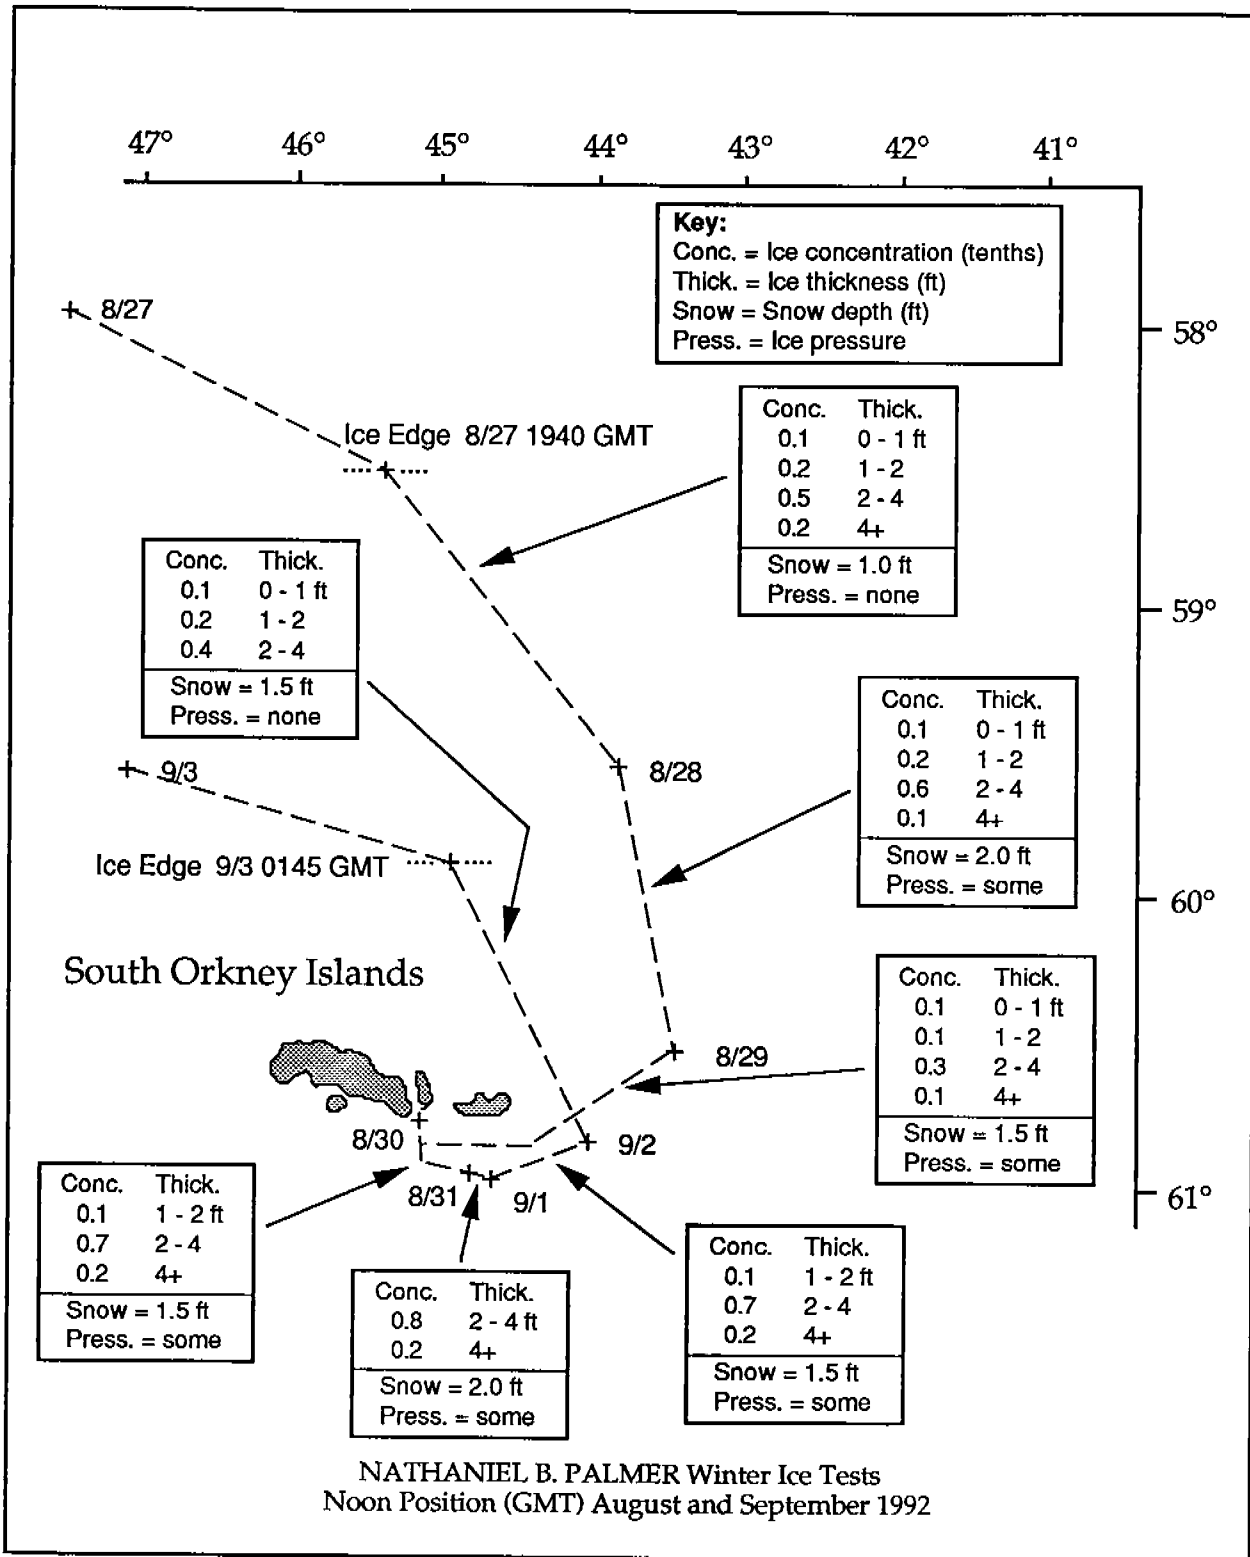 47° 46° 45° 44° 43° 42° 41°
Key:
Conc. = Ice concentration (tenths)
Thick. = Ice thickness (ft)
Snow = Snow depth (ft)
Press. = Ice pressure
8/27
58°
Ice Edge 8/27 1940 GMT
Conc. Thick.
0.1 0 - 1 ft
0.2 1 - 2
0.5 2 - 4
0.2 4+
Snow = 1.0 ft
Press. = none
Conc. Thick.
0.1 0 - 1 ft
0.2 1 - 2
0.4 2 - 4
Snow = 1.5 ft
Press. = none
59°
Conc. Thick.
0.1 0 - 1 ft
0.2 1 - 2
0.6 2 - 4
0.1 4+
Snow = 2.0 ft
Press. = some
9/3
8/28
Ice Edge 9/3 0145 GMT
60°
South Orkney Islands
Conc. Thick.
0.1 0 - 1 ft
0.1 1 - 2
0.3 2 - 4
0.1 4+
Snow = 1.5 ft
Press. = some
8/29
8/30
9/2
8/31
9/1
61°
Conc. Thick.
0.1 1 - 2 ft
0.7 2 - 4
0.2 4+
Snow = 1.5 ft
Press. = some
Conc. Thick.
0.8 2 - 4 ft
0.2 4+
Snow = 2.0 ft
Press. = some
Conc. Thick.
0.1 1 - 2 ft
0.7 2 - 4
0.2 4+
Snow = 1.5 ft
Press. = some
NATHANIEL B. PALMER Winter Ice Tests
Noon Position (GMT) August and September 1992